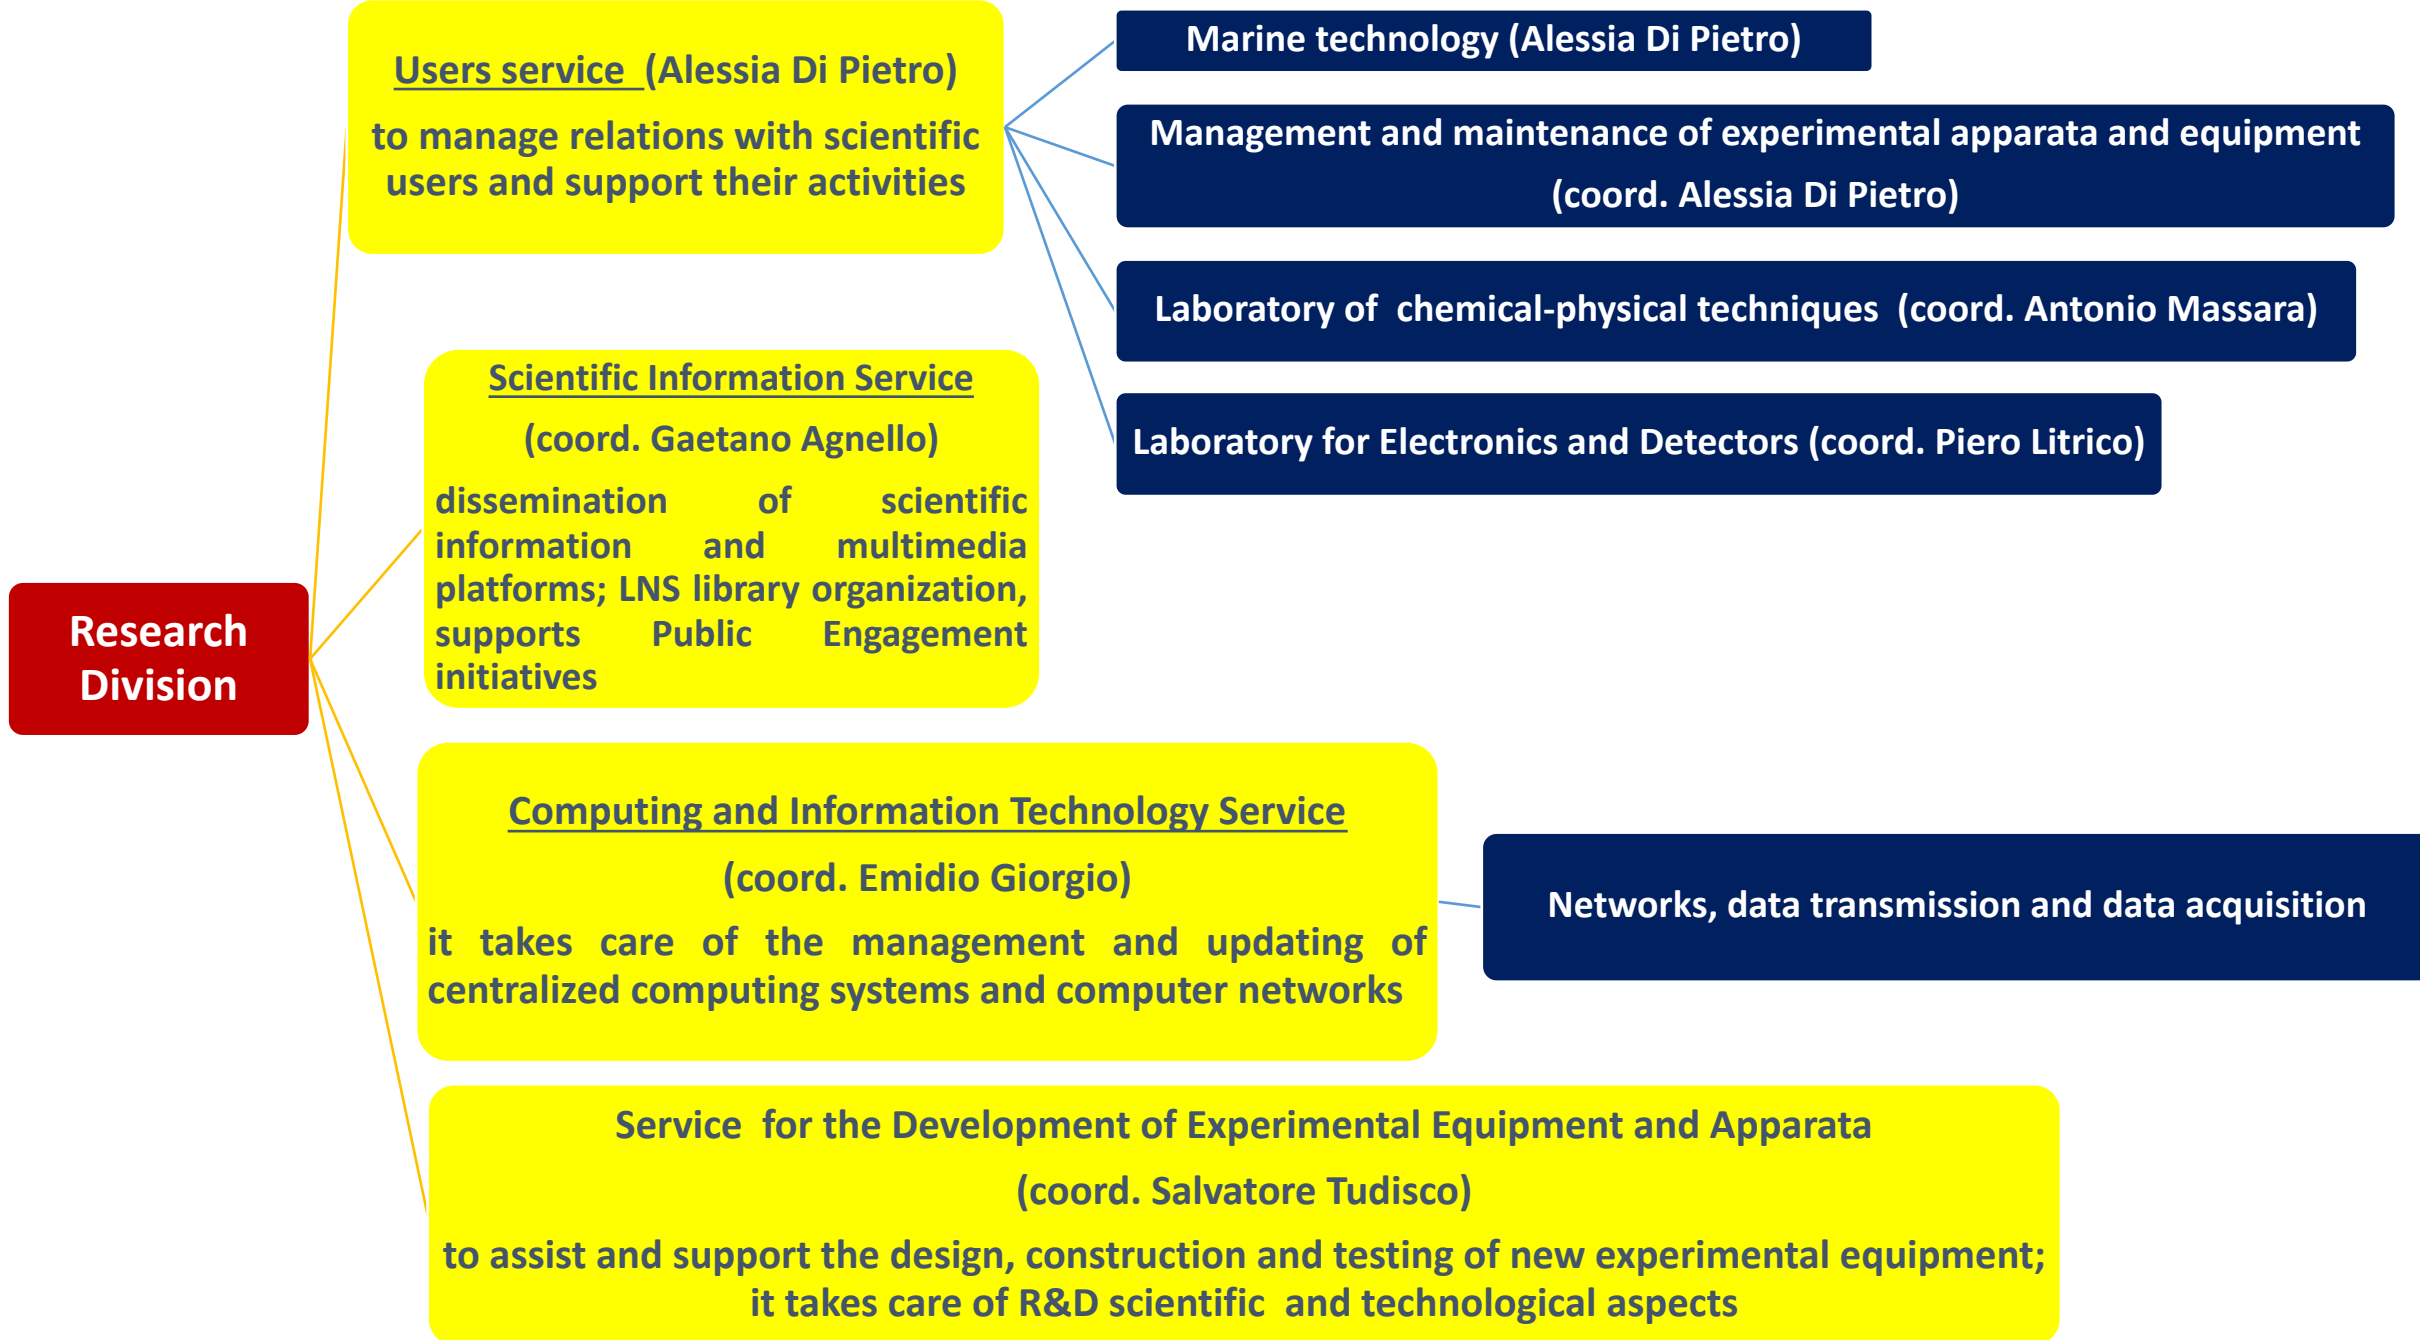 Research
Division
Users service (Alessia Di Pietro)
to manage relations with scientific
users and support their activities
Marine technology (Alessia Di Pietro)
Management and maintenance of experimental apparata and equipment
(coord. Alessia Di Pietro)
Laboratory of chemical-physical techniques (coord. Antonio Massara)
Laboratory for Electronics and Detectors (coord. Piero Litrico)
Scientific Information Service
(coord. Gaetano Agnello)
dissemination of scientific
information and multimedia
platforms; LNS library organization,
supports Public Engagement
initiatives
Computing and Information Technology Service
(coord. Emidio Giorgio)
it takes care of the management and updating of
centralized computing systems and computer networks
Networks, data transmission and data acquisition
Service for the Development of Experimental Equipment and Apparata
(coord. Salvatore Tudisco)
to assist and support the design, construction and testing of new experimental equipment;
it takes care of R&D scientific and technological aspects